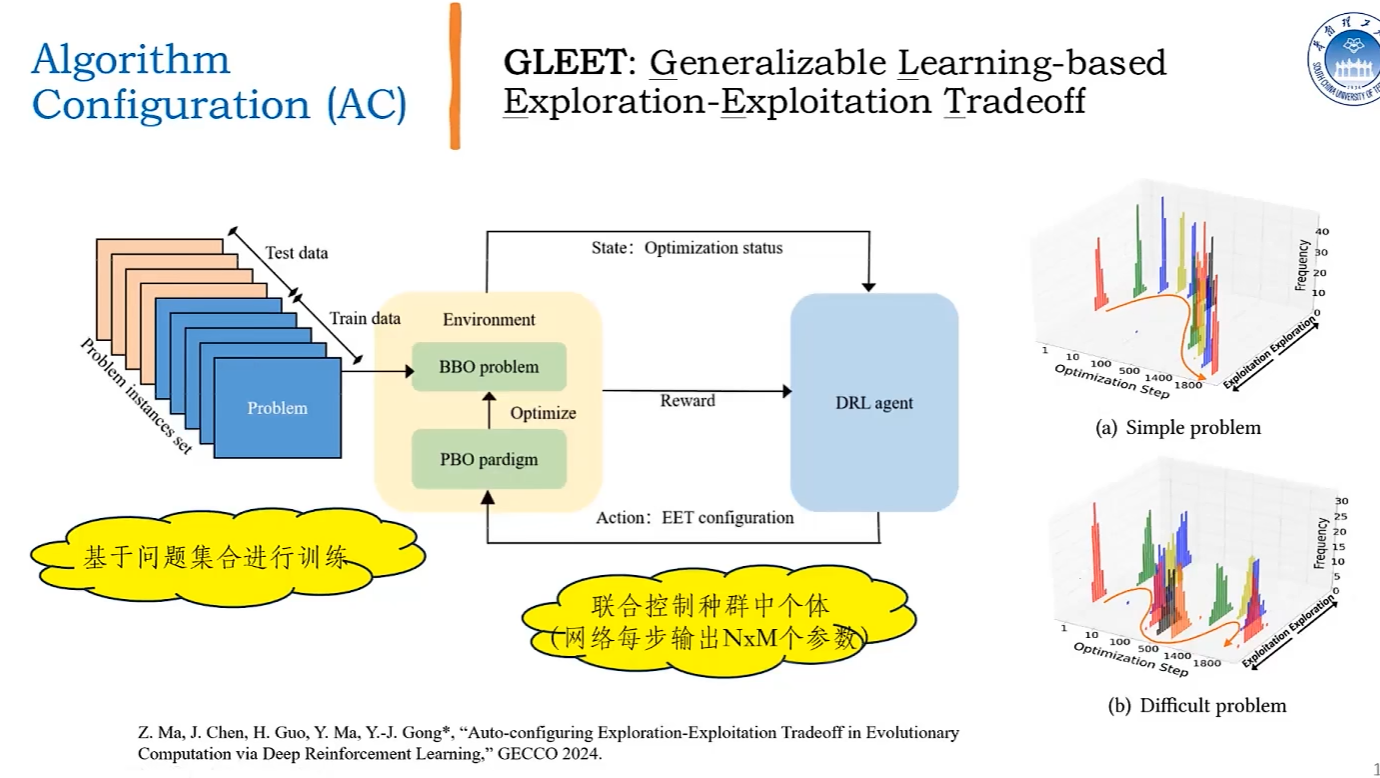 Algorithm
Configuration (AC)
GLEET: Generalizable Learning-based
Exploration-Exploitation Tradeoff
Test data
Train data
Problem instances set
Problem
State: Optimization status
Environment
BBO problem
Optimize
PBO pardigm
Reward
DRL agent
Action: EET configuration
基于问题集合进行训练
联合控制种群中个体
(网络每步输出NxM个参数)
40
30
20
10
0
Frequency
1
10
100
500
1400
1800
Optimization Step
Exploitation Exploration
(a) Simple problem
30
25
20
15
10
5
0
Frequency
1
10
100
500
1400
1800
Optimization Step
Exploitation Exploration
(b) Difficult problem
Z. Ma, J. Chen, H. Guo, Y. Ma, Y.-J. Gong*, “Auto-configuring Exploration-Exploitation Tradeoff in Evolutionary
Computation via Deep Reinforcement Learning,” GECCO 2024.
1